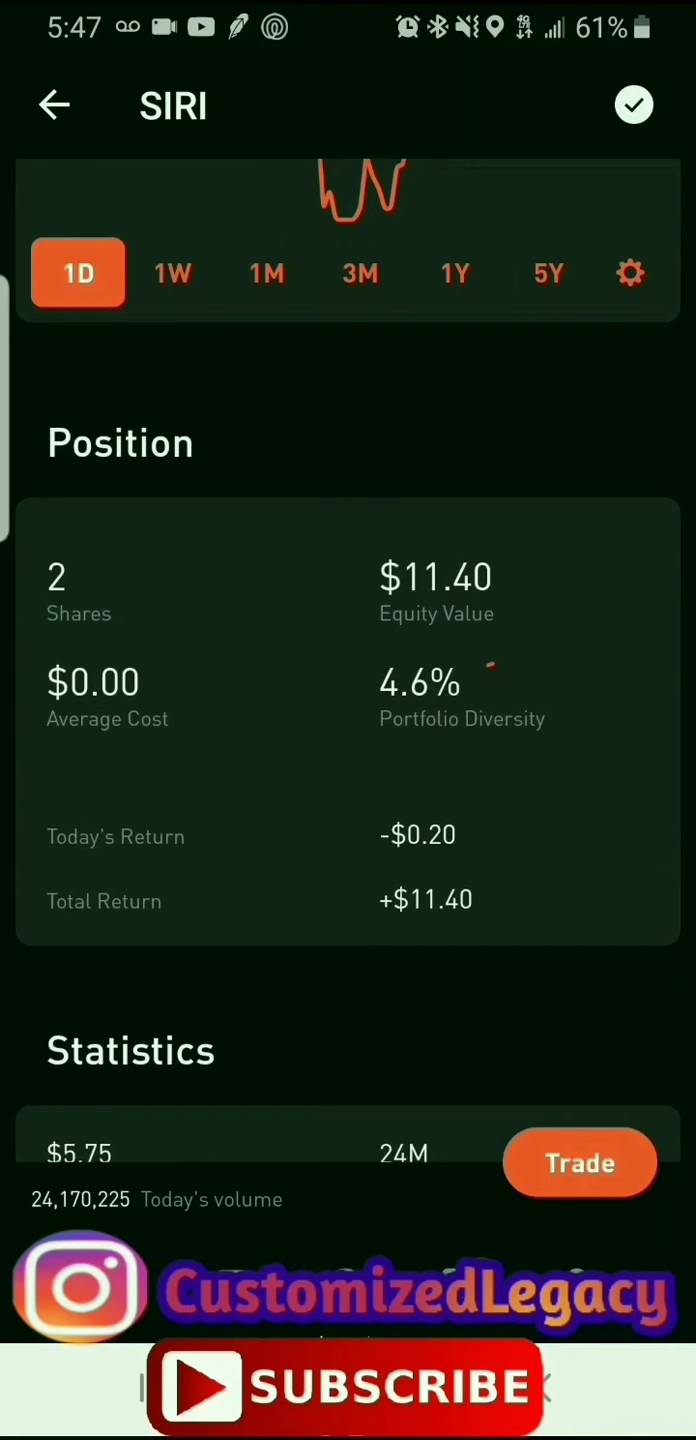 5:47 61%
SIRI
1D 1W 1M 3M 1Y 5Y
Position
2 $11.40
Shares Equity Value
$0.00 4.6%
Average Cost Portfolio Diversity
Today's Return -$0.20
Total Return +$11.40
Statistics
$5.75 24M
Trade
24,170,225 Today's volume
CustomizedLegacy
SUBSCRIBE